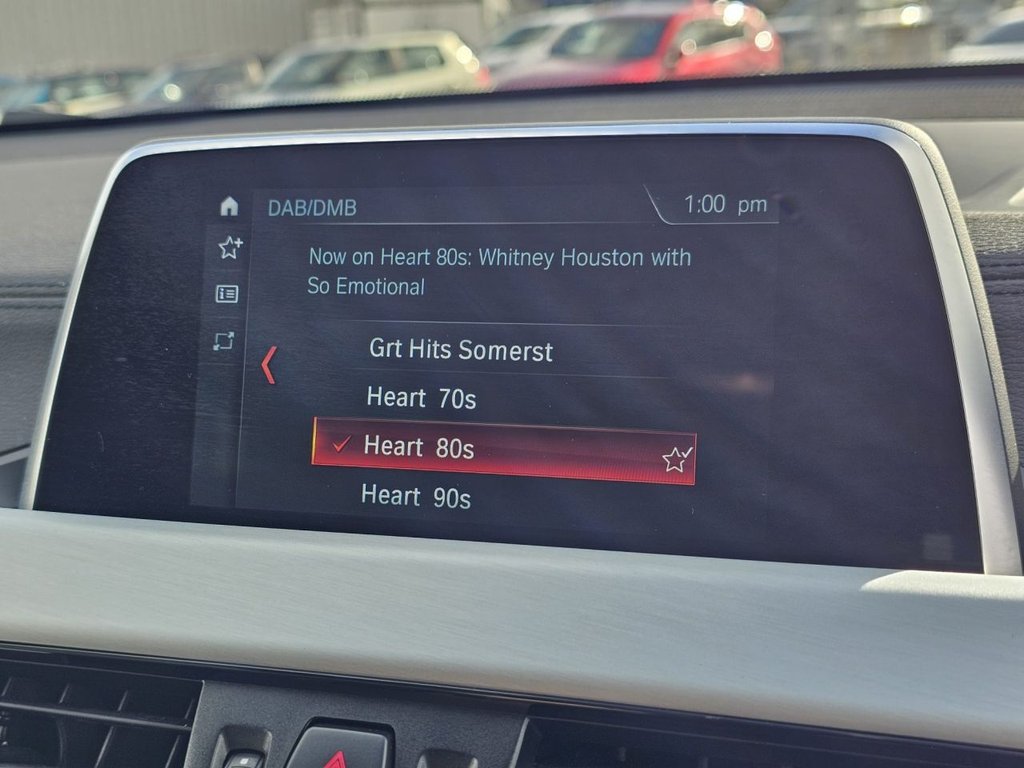 DAB/DMB
1:00 pm
Now on Heart 80s: Whitney Houston with
So Emotional
Grt Hits Somerst
Heart 70s
Heart 80s
Heart 90s